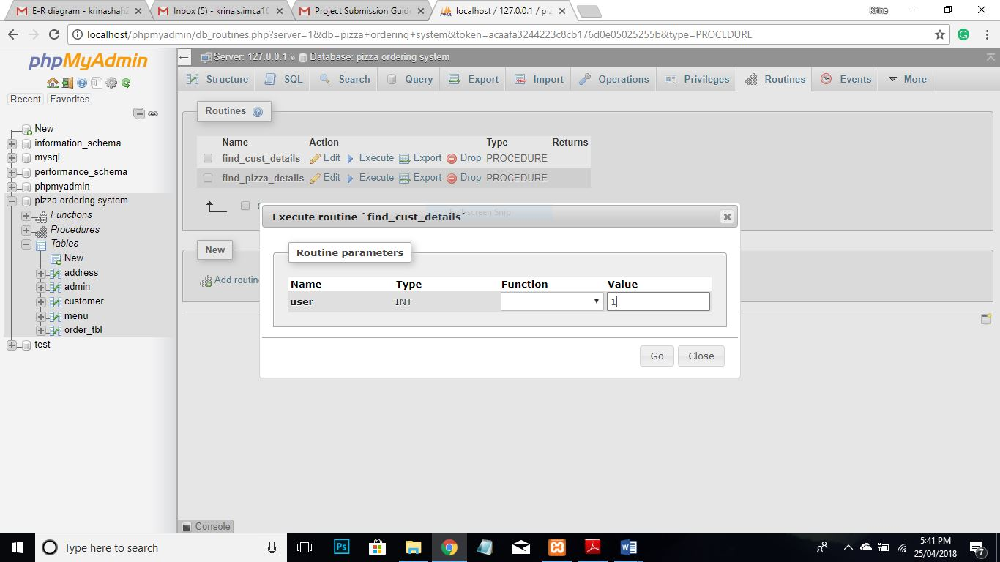 E-R diagram - krinashah2
Inbox (5) - krina.s.imca16
Project Submission Guid
localhost / 127.0.0.1 / piz
Krina
localhost/phpmyadmin/db_routines.php?server=1&db=pizza+ordering+system&token=acaafa3244223c82b176d0e05025255b&type=PROCEDURE
phpMyAdmin
Recent
Favorites
New
information_schema
mysql
performance_schema
phpmyadmin
pizza ordering system
Functions
Procedures
Tables
New
address
admin
customer
menu
order_tbl
test
Server: 127.0.0.1 » Database: pizza ordering system
Structure SQL Search Query Export Import Operations Privileges Routines Events More
Routines
Name Action Type Returns
find_cust_details Edit Execute Export Drop PROCEDURE
find_pizza_details Edit Execute Export Drop PROCEDURE
New
Add routin
Full-screen Snip
Execute routine `find_cust_details`
Routine parameters
Name Type Function Value
user INT 1
Go Close
Console
Type here to search
Ps
5:41 PM
25/04/2018
7